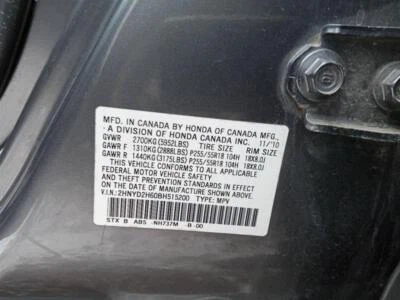 MFD. IN CANADA BY HONDA OF CANADA MFG.,
A DIVISION OF HONDA CANADA INC. 11/10
GVWR 2700KG(5952LBS) TIRE SIZE RIM SIZE
GAWR F 1310KG(2888LBS) P255/55R18 104H 18X8.0J
GAWR R 1440KG(3175LBS) P255/55R18 104H 18X8.0J
THIS VEHICLE CONFORMS TO ALL APPLICABLE
FEDERAL MOTOR VEHICLE SAFETY AND
THEFT PREVENTION STANDARDS IN EFFECT ON
THE DATE OF MANUFACTURE SHOWN ABOVE.
V.I.N.:2HNYD2H60BH515200 TYPE: MPV
STX B ABS NH737M -B -00